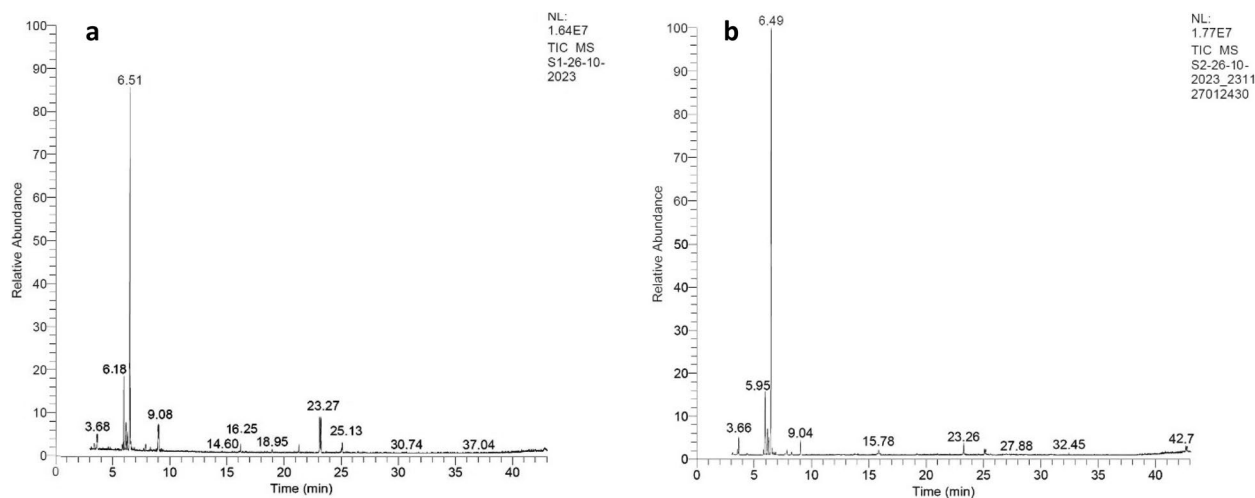 a
NL:
1.64E7
TIC MS
S1-26-10-
2023
100
90
80
70
60
50
40
30
20
10
0
Relative Abundance
6.51
6.18
3.68
9.08
16.25
14.60
18.95
23.27
25.13
30.74
37.04
0 5 10 15 20 25 30 35 40
Time (min)
b
NL:
1.77E7
TIC MS
S2-26-10-
2023_2311
27012430
100
90
80
70
60
50
40
30
20
10
0
Relative Abundance
6.49
5.95
3.66
9.04
15.78
23.26
27.88
32.45
42.7
0 5 10 15 20 25 30 35 40
Time (min)